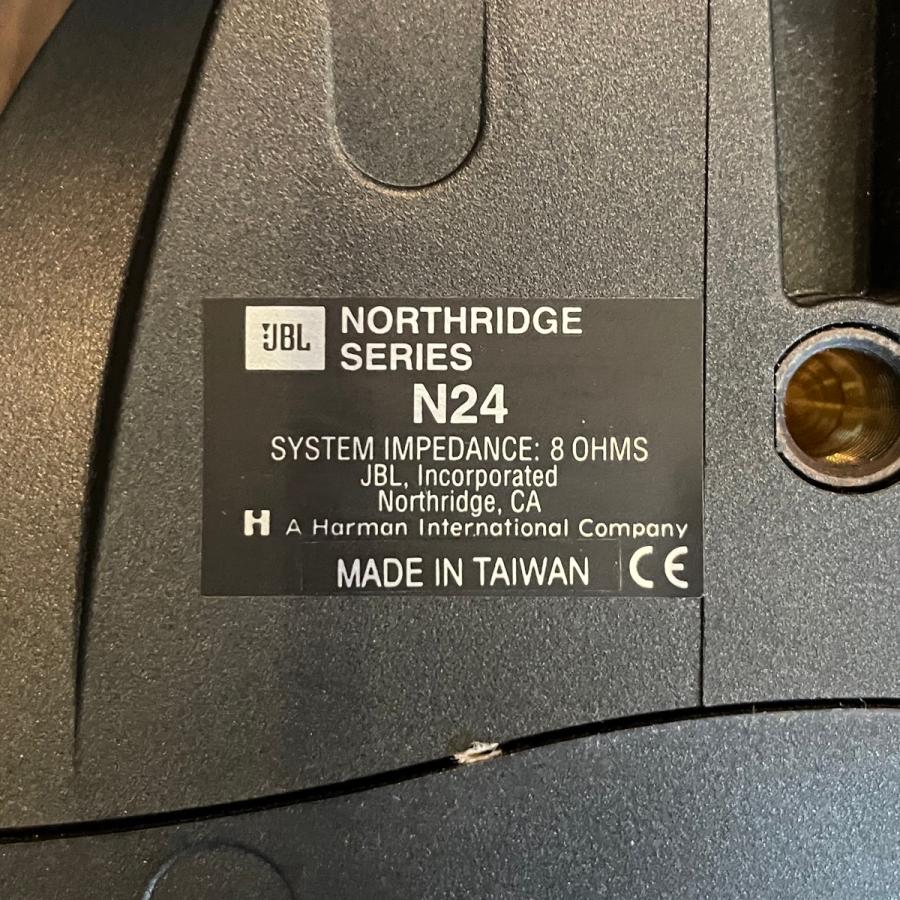 JBL NORTHRIDGE
SERIES
N24
SYSTEM IMPEDANCE: 8 OHMS
JBL, Incorporated
Northridge, CA
H A Harman International Company
MADE IN TAIWAN CE